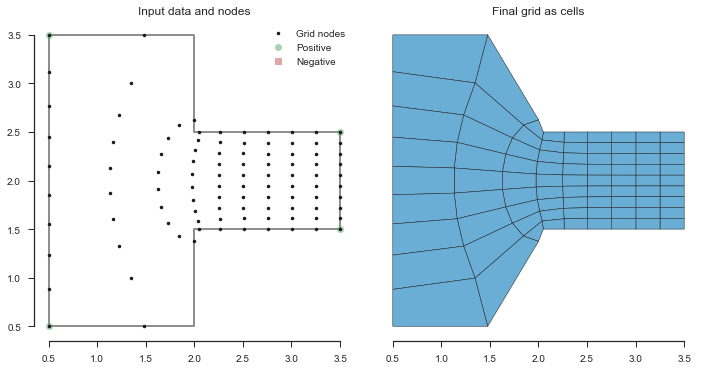 Input data and nodes
Final grid as cells
Grid nodes
Positive
Negative
3.5
3.0
2.5
2.0
1.5
1.0
0.5
0.5 1.0 1.5 2.0 2.5 3.0 3.5
0.5 1.0 1.5 2.0 2.5 3.0 3.5